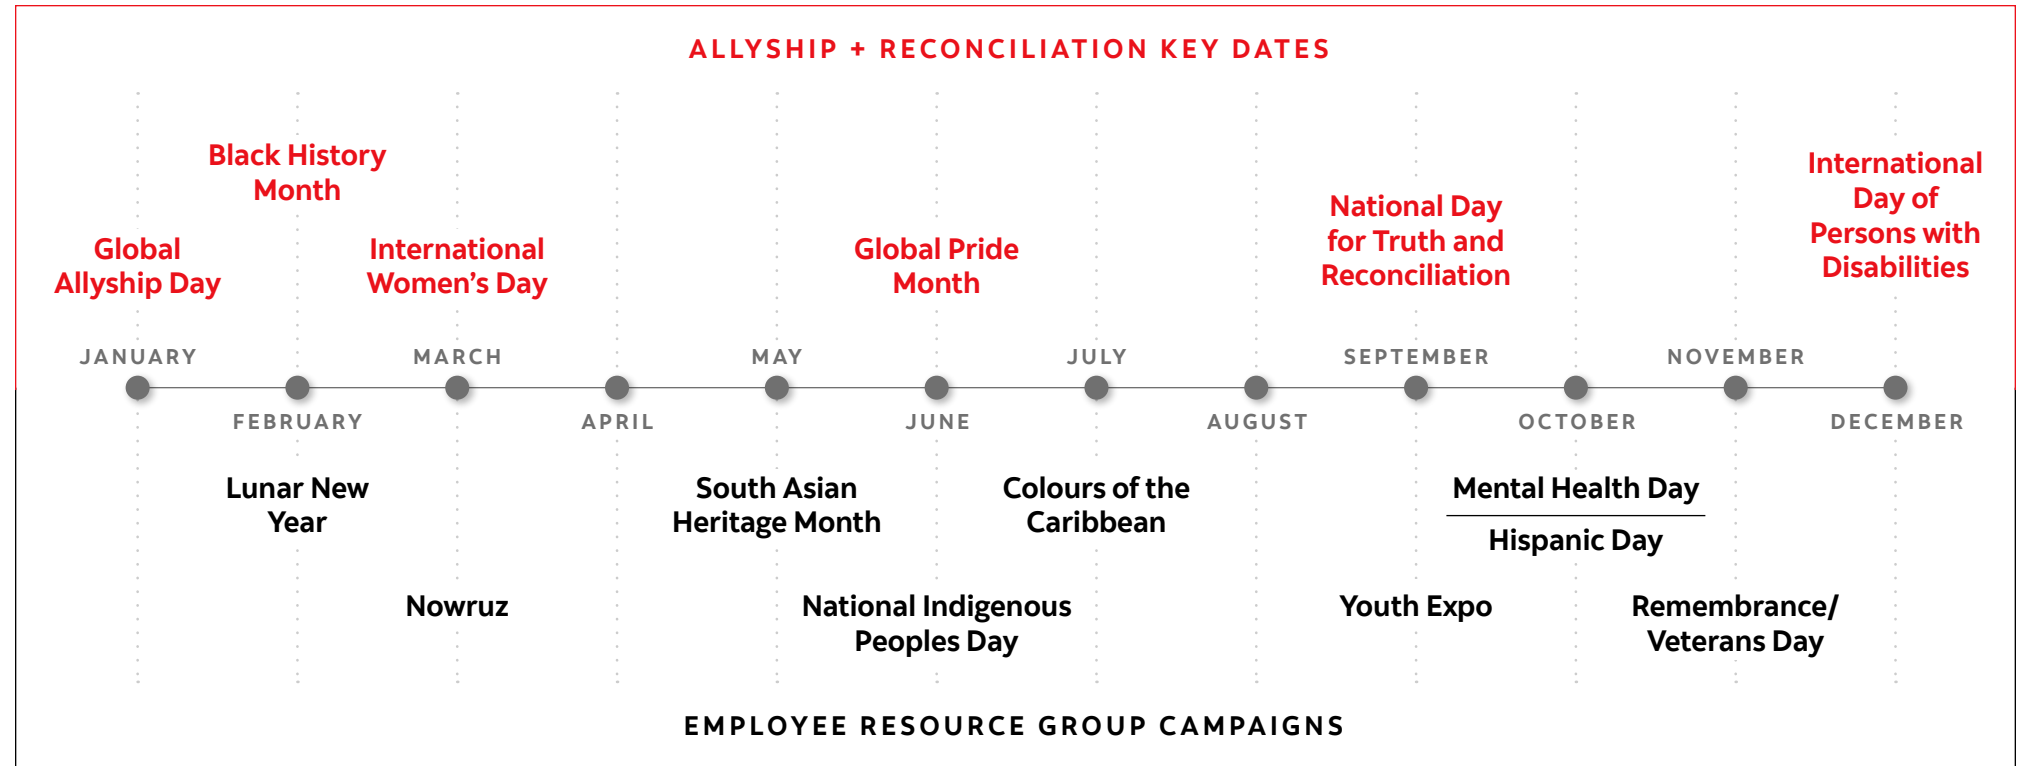 ALLYSHIP + RECONCILIATION KEY DATES
Black History
Month
Global
Allyship Day
International
Women's Day
Global Pride
Month
National Day
for Truth and
Reconciliation
International
Day of
Persons with
Disabilities
JANUARY
FEBRUARY
MARCH
APRIL
MAY
JUNE
JULY
AUGUST
SEPTEMBER
OCTOBER
NOVEMBER
DECEMBER
Lunar New
Year
Nowruz
South Asian
Heritage Month
National Indigenous
Peoples Day
Colours of the
Caribbean
Youth Expo
Mental Health Day
Hispanic Day
Remembrance/
Veterans Day
EMPLOYEE RESOURCE GROUP CAMPAIGNS